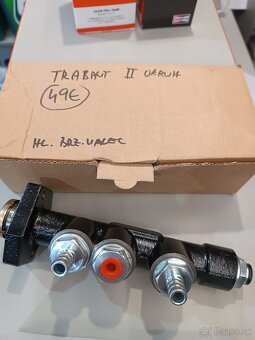 TRABANT II OKRUH
49€
HL. BRZ. VALEC